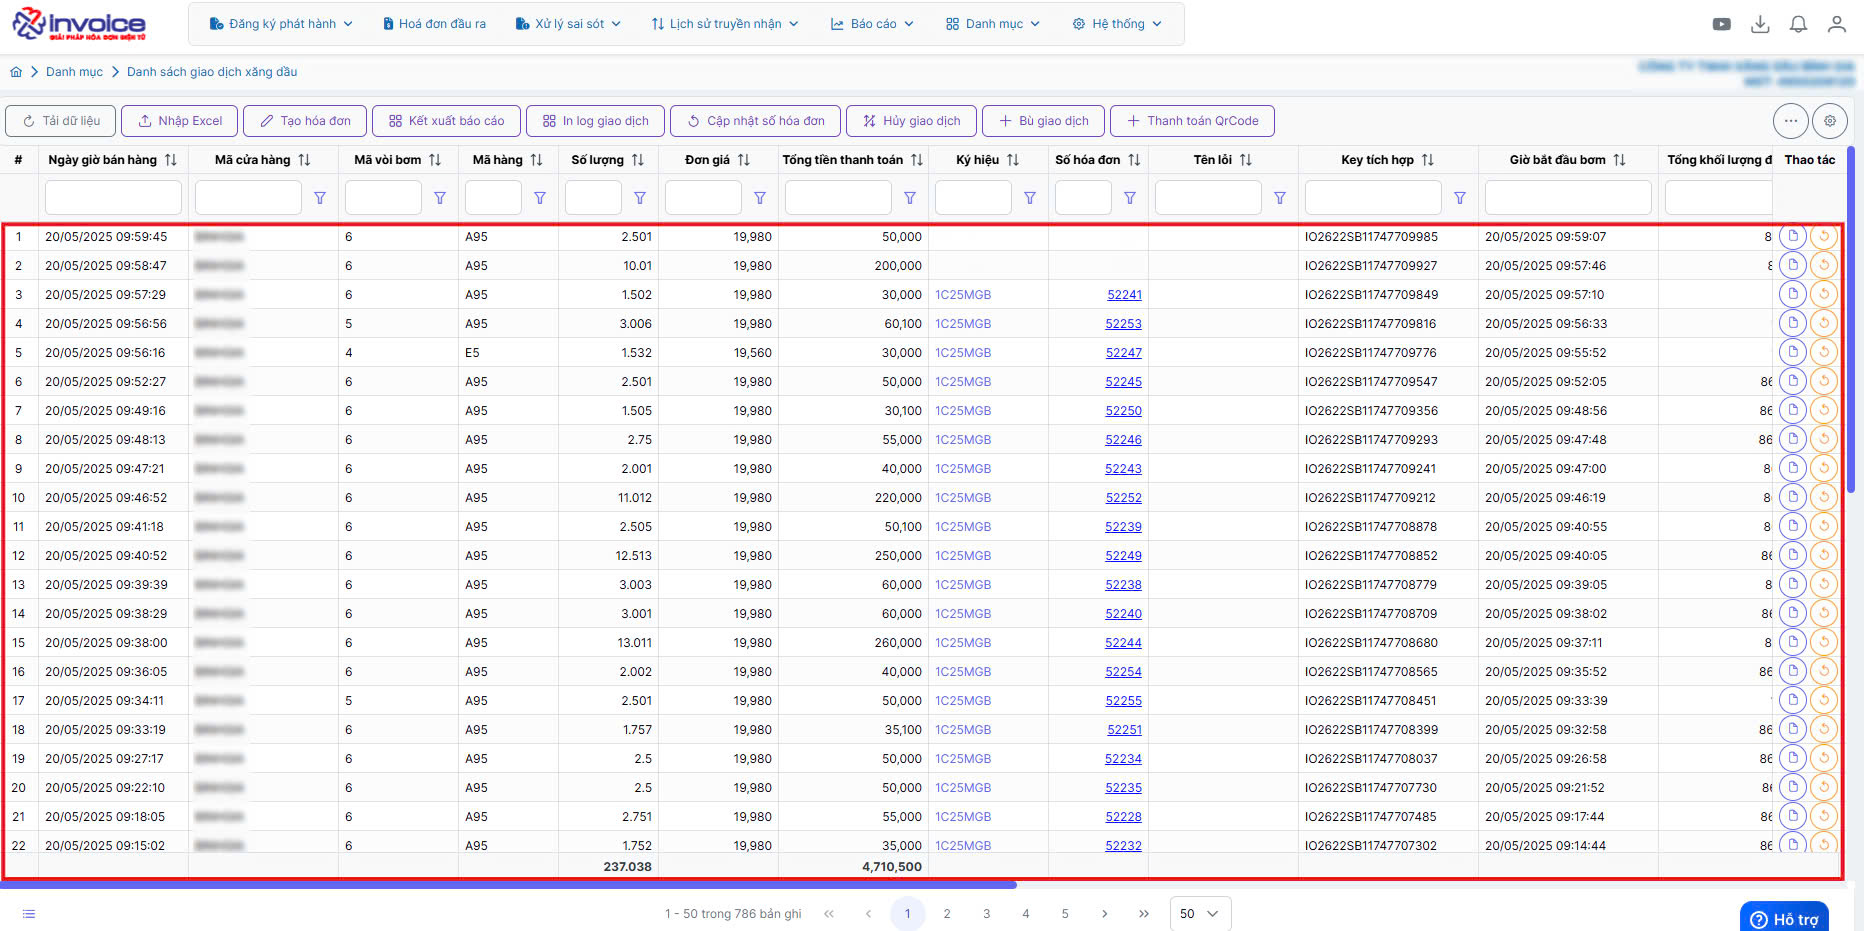 invoice
GIẢI PHÁP HÓA ĐƠN ĐIỆN TỬ
Đăng ký phát hành Hoá đơn đầu ra Xử lý sai sót Lịch sử truyền nhận Báo cáo Danh mục Hệ thống
Danh mục Danh sách giao dịch xăng dầu
Tải dữ liệu Nhập Excel Tạo hóa đơn Kết xuất báo cáo In log giao dịch Cập nhật số hóa đơn Hủy giao dịch Bù giao dịch Thanh toán QrCode
# Ngày giờ bán hàng Mã cửa hàng Mã vòi bơm Mã hàng Số lượng Đơn giá Tổng tiền thanh toán Ký hiệu Số hóa đơn Tên lỗi Key tích hợp Giờ bắt đầu bơm Tổng khối lượng đ Thao tác
1 20/05/2025 09:59:45 6 A95 2.501 19,980 50,000 IO2622SB11747709985 20/05/2025 09:59:07 8
2 20/05/2025 09:58:47 6 A95 10.01 19,980 200,000 IO2622SB11747709927 20/05/2025 09:57:46 8
3 20/05/2025 09:57:29 6 A95 1.502 19,980 30,000 1C25MGB 52241 IO2622SB11747709849 20/05/2025 09:57:10
4 20/05/2025 09:56:56 5 A95 3.006 19,980 60,100 1C25MGB 52253 IO2622SB11747709816 20/05/2025 09:56:33
5 20/05/2025 09:56:16 4 E5 1.532 19,560 30,000 1C25MGB 52247 IO2622SB11747709776 20/05/2025 09:55:52
6 20/05/2025 09:52:27 6 A95 2.501 19,980 50,000 1C25MGB 52245 IO2622SB11747709547 20/05/2025 09:52:05 86
7 20/05/2025 09:49:16 6 A95 1.505 19,980 30,100 1C25MGB 52250 IO2622SB11747709356 20/05/2025 09:48:56 86
8 20/05/2025 09:48:13 6 A95 2.75 19,980 55,000 1C25MGB 52246 IO2622SB11747709293 20/05/2025 09:47:48 86
9 20/05/2025 09:47:21 6 A95 2.001 19,980 40,000 1C25MGB 52243 IO2622SB11747709241 20/05/2025 09:47:00 8
10 20/05/2025 09:46:52 6 A95 11.012 19,980 220,000 1C25MGB 52252 IO2622SB11747709212 20/05/2025 09:46:19 8
11 20/05/2025 09:41:18 6 A95 2.505 19,980 50,100 1C25MGB 52239 IO2622SB11747708878 20/05/2025 09:40:55 8
12 20/05/2025 09:40:52 6 A95 12.513 19,980 250,000 1C25MGB 52249 IO2622SB11747708852 20/05/2025 09:40:05 86
13 20/05/2025 09:39:39 6 A95 3.003 19,980 60,000 1C25MGB 52238 IO2622SB11747708779 20/05/2025 09:39:05 8
14 20/05/2025 09:38:29 6 A95 3.001 19,980 60,000 1C25MGB 52240 IO2622SB11747708709 20/05/2025 09:38:02 86
15 20/05/2025 09:38:00 6 A95 13.011 19,980 260,000 1C25MGB 52244 IO2622SB11747708680 20/05/2025 09:37:11 8
16 20/05/2025 09:36:05 6 A95 2.002 19,980 40,000 1C25MGB 52254 IO2622SB11747708565 20/05/2025 09:35:52 86
17 20/05/2025 09:34:11 5 A95 2.501 19,980 50,000 1C25MGB 52255 IO2622SB11747708451 20/05/2025 09:33:39
18 20/05/2025 09:33:19 6 A95 1.757 19,980 35,100 1C25MGB 52251 IO2622SB11747708399 20/05/2025 09:32:58 86
19 20/05/2025 09:27:17 6 A95 2.5 19,980 50,000 1C25MGB 52234 IO2622SB11747708037 20/05/2025 09:26:58 86
20 20/05/2025 09:22:10 6 A95 2.5 19,980 50,000 1C25MGB 52235 IO2622SB11747707730 20/05/2025 09:21:52 86
21 20/05/2025 09:18:05 6 A95 2.751 19,980 55,000 1C25MGB 52228 IO2622SB11747707485 20/05/2025 09:17:44 86
22 20/05/2025 09:15:02 6 A95 1.752 19,980 35,000 1C25MGB 52232 IO2622SB11747707302 20/05/2025 09:14:44 86
237.038 4,710,500
1 - 50 trong 786 bản ghi 1 2 3 4 5 50
Hỗ trợ